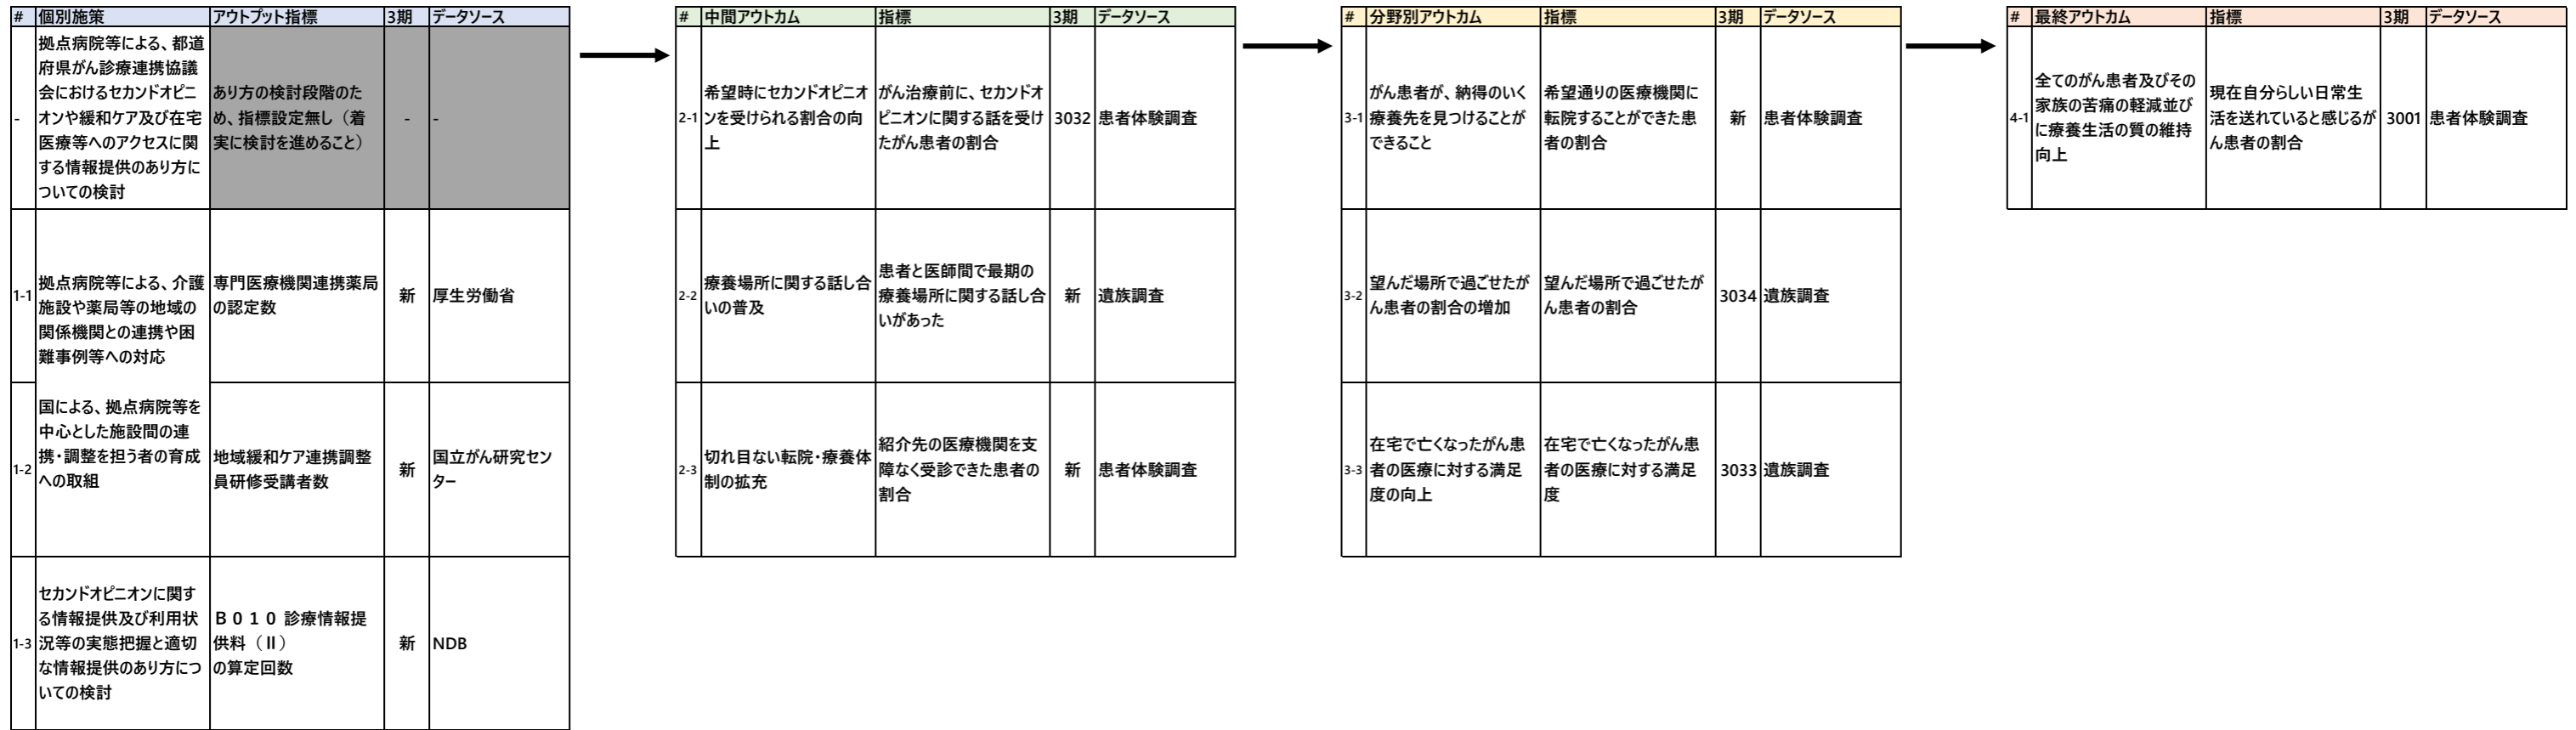 # 個別施策 アウトプット指標 3期 データソース
-
拠点病院等による、都道
府県がん診療連携協議
会におけるセカンドオピニ
オンや緩和ケア及び在宅
医療等へのアクセスに関
する情報提供のあり方に
ついての検討
あり方の検討段階のた
め、指標設定無し（着
実に検討を進めること）
-
-
1-1
拠点病院等による、介護
施設や薬局等の地域の
関係機関との連携や困
難事例等への対応
専門医療機関連携薬局
の認定数
新
厚生労働省
1-2
国による、拠点病院等を
中心とした施設間の連
携・調整を担う者の育成
への取組
地域緩和ケア連携調整
員研修受講者数
新
国立がん研究セン
ター
1-3
セカンドオピニオンに関す
る情報提供及び利用状
況等の実態把握と適切
な情報提供のあり方につ
いての検討
Ｂ０１０ 診療情報提
供料（Ⅱ）
の算定回数
新
NDB
# 中間アウトカム 指標 3期 データソース
2-1
希望時にセカンドオピニオ
ンを受けられる割合の向
上
がん治療前に、セカンドオ
ピニオンに関する話を受け
たがん患者の割合
3032
患者体験調査
2-2
療養場所に関する話し合
いの普及
患者と医師間で最期の
療養場所に関する話し合
いがあった
新
遺族調査
2-3
切れ目ない転院・療養体
制の拡充
紹介先の医療機関を支
障なく受診できた患者の
割合
新
患者体験調査
# 分野別アウトカム 指標 3期 データソース
3-1
がん患者が、納得のいく
療養先を見つけることが
できること
希望通りの医療機関に
転院することができた患
者の割合
新
患者体験調査
3-2
望んだ場所で過ごせたが
ん患者の割合の増加
望んだ場所で過ごせたが
ん患者の割合
3034
遺族調査
3-3
在宅で亡くなったがん患
者の医療に対する満足
度の向上
在宅で亡くなったがん患
者の医療に対する満足
度
3033
遺族調査
# 最終アウトカム 指標 3期 データソース
4-1
全てのがん患者及びその
家族の苦痛の軽減並び
に療養生活の質の維持
向上
現在自分らしい日常生
活を送れていると感じるが
ん患者の割合
3001
患者体験調査